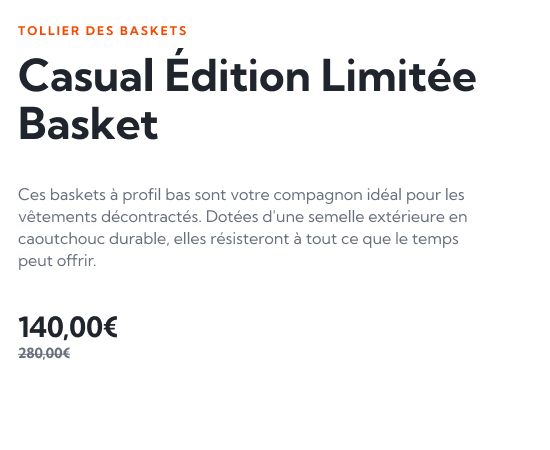 TOLLIER DES BASKETS
Casual Édition Limitée
Basket
Ces baskets à profil bas sont votre compagnon idéal pour les
vêtements décontractés. Dotées d'une semelle extérieure en
caoutchouc durable, elles résisteront à tout ce que le temps
peut offrir.
140,00€
280,00€